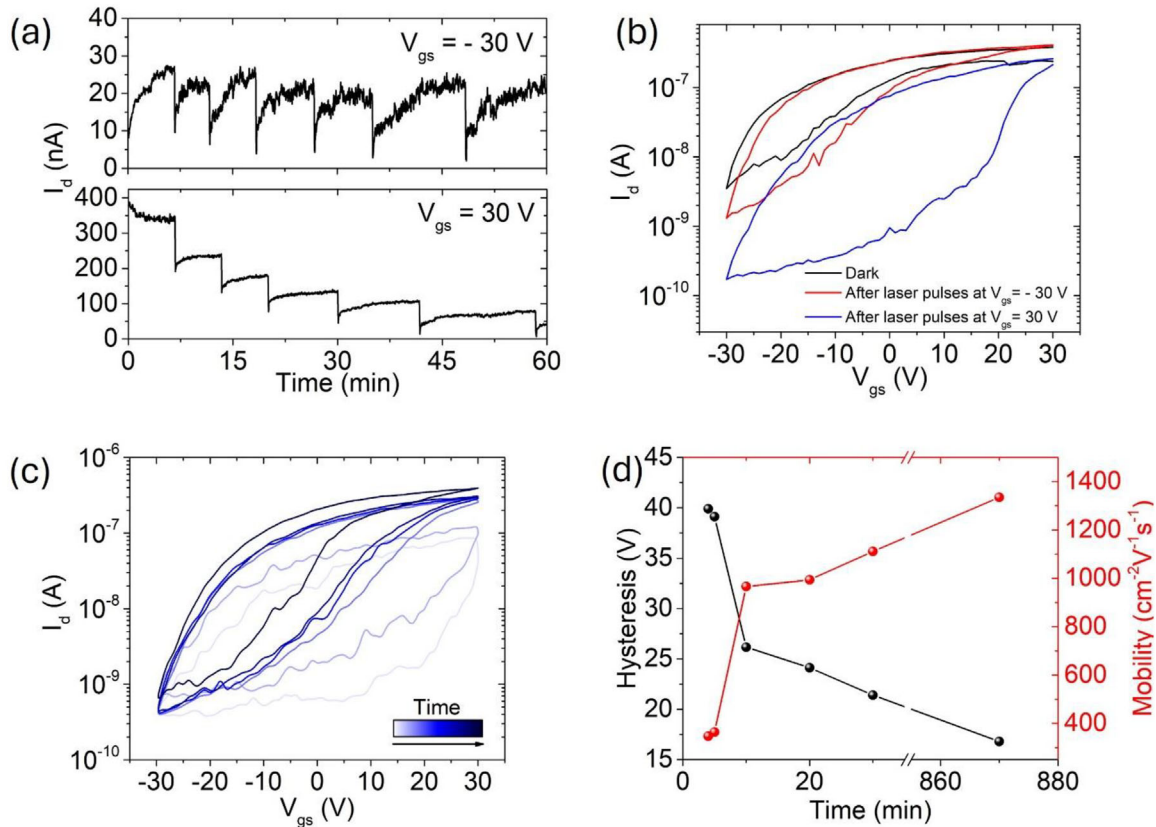 (a)
V_gs = - 30 V
40
30
20
10
0
I_d (nA)
V_gs = 30 V
400
300
200
100
0
0 15 30 45 60
Time (min)
(b)
10^-7
10^-8
10^-9
10^-10
I_d (A)
Dark
After laser pulses at V_gs = - 30 V
After laser pulses at V_gs = 30 V
-30 -20 -10 0 10 20 30
V_gs (V)
(c)
10^-6
10^-7
10^-8
10^-9
10^-10
I_d (A)
Time
-30 -20 -10 0 10 20 30
V_gs (V)
(d)
45
40
35
30
25
20
15
Hysteresis (V)
1400
1200
1000
800
600
400
Mobility (cm^-2V^-1s^-1)
0 20 860 880
Time (min)